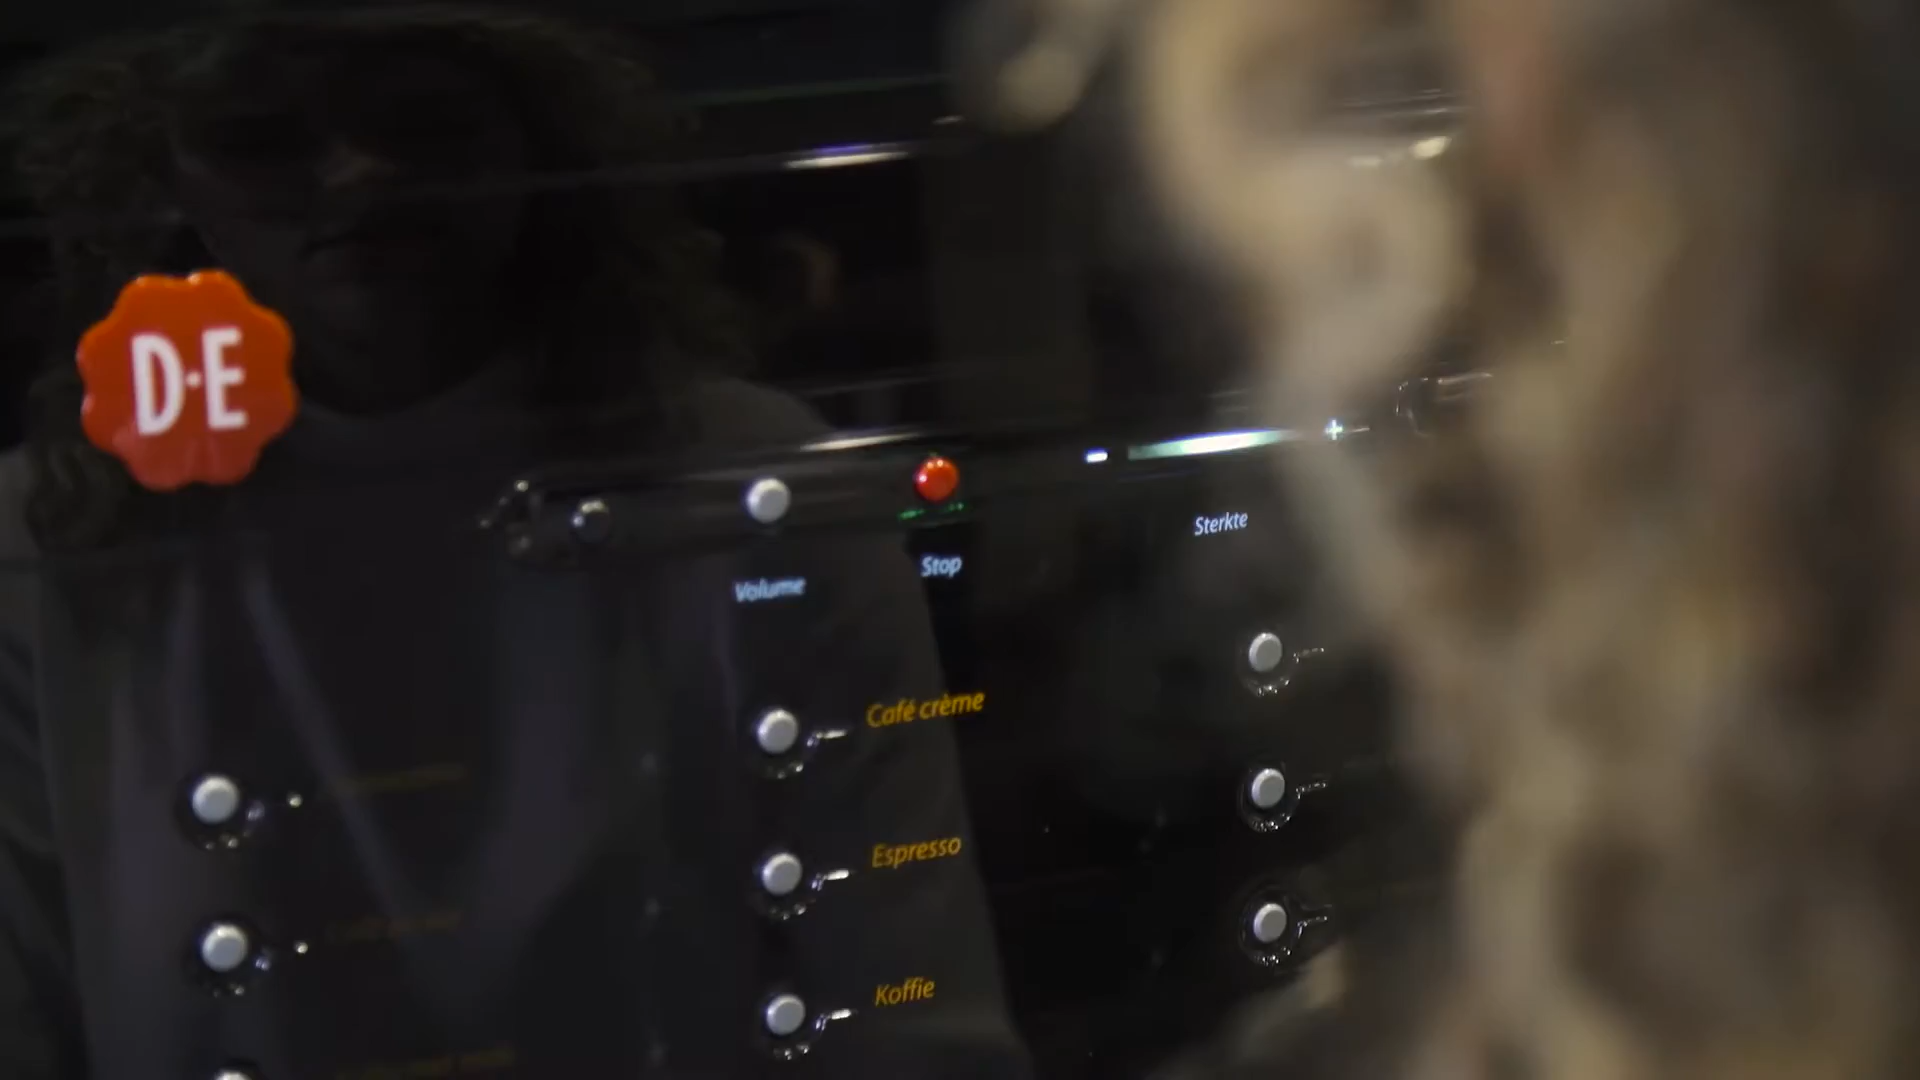 D·E
Volume
Stop
Sterkte
Café crème
Espresso
Koffie